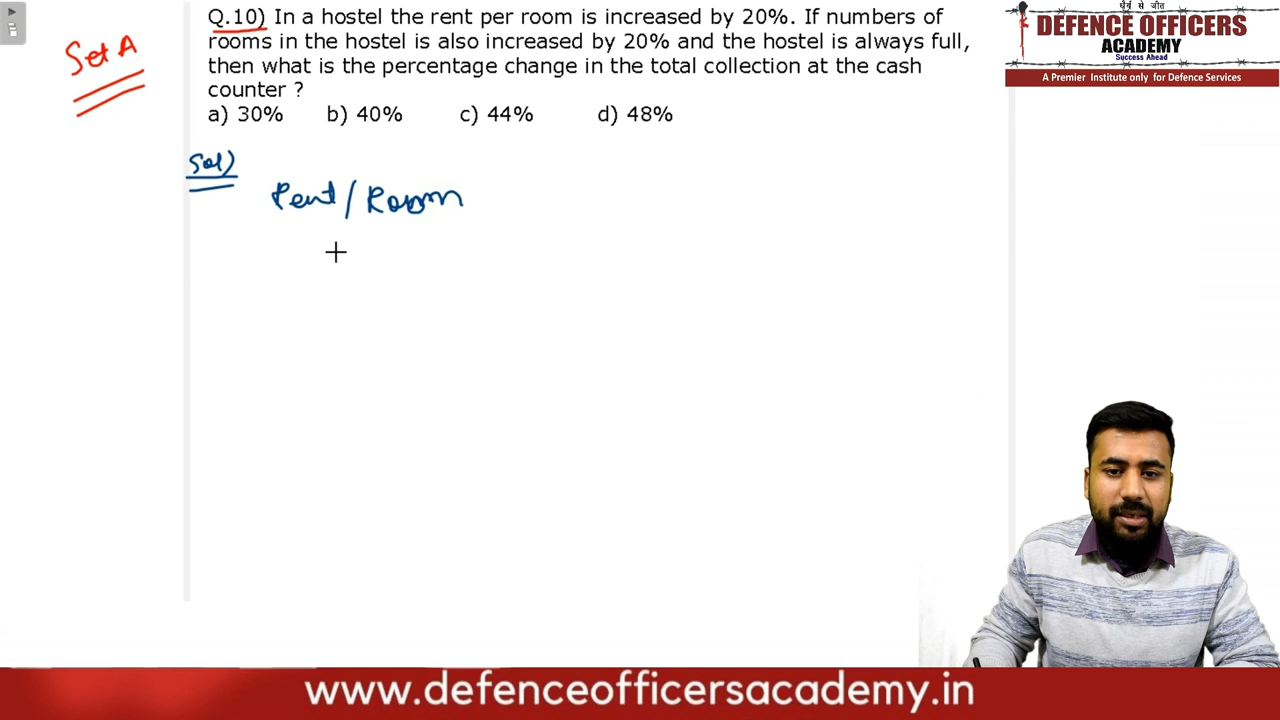 Q.10) In a hostel the rent per room is increased by 20%. If numbers of
rooms in the hostel is also increased by 20% and the hostel is always full,
then what is the percentage change in the total collection at the cash
counter ?
a) 30% b) 40% c) 44% d) 48%
Set A
Sol)
Rent/Room
धैर्य से जीत
DEFENCE OFFICERS
ACADEMY
Success Ahead
A Premier Institute only for Defence Services
www.defenceofficersacademy.in